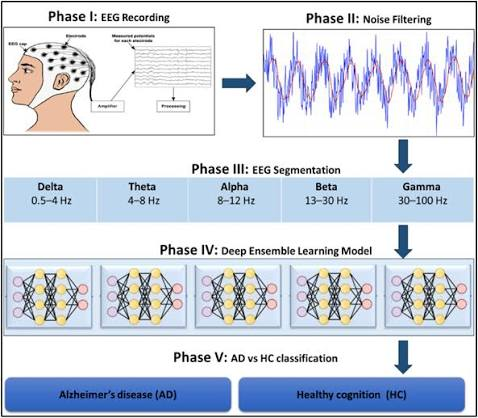 Phase I: EEG Recording
Phase II: Noise Filtering
EEG cap
Electrode
Measured potentials
for each electrode
Amplifier
Processing
Phase III: EEG Segmentation
Delta
0.5–4 Hz
Theta
4–8 Hz
Alpha
8–12 Hz
Beta
13–30 Hz
Gamma
30–100 Hz
Phase IV: Deep Ensemble Learning Model
Phase V: AD vs HC classification
Alzheimer's disease (AD)
Healthy cognition (HC)